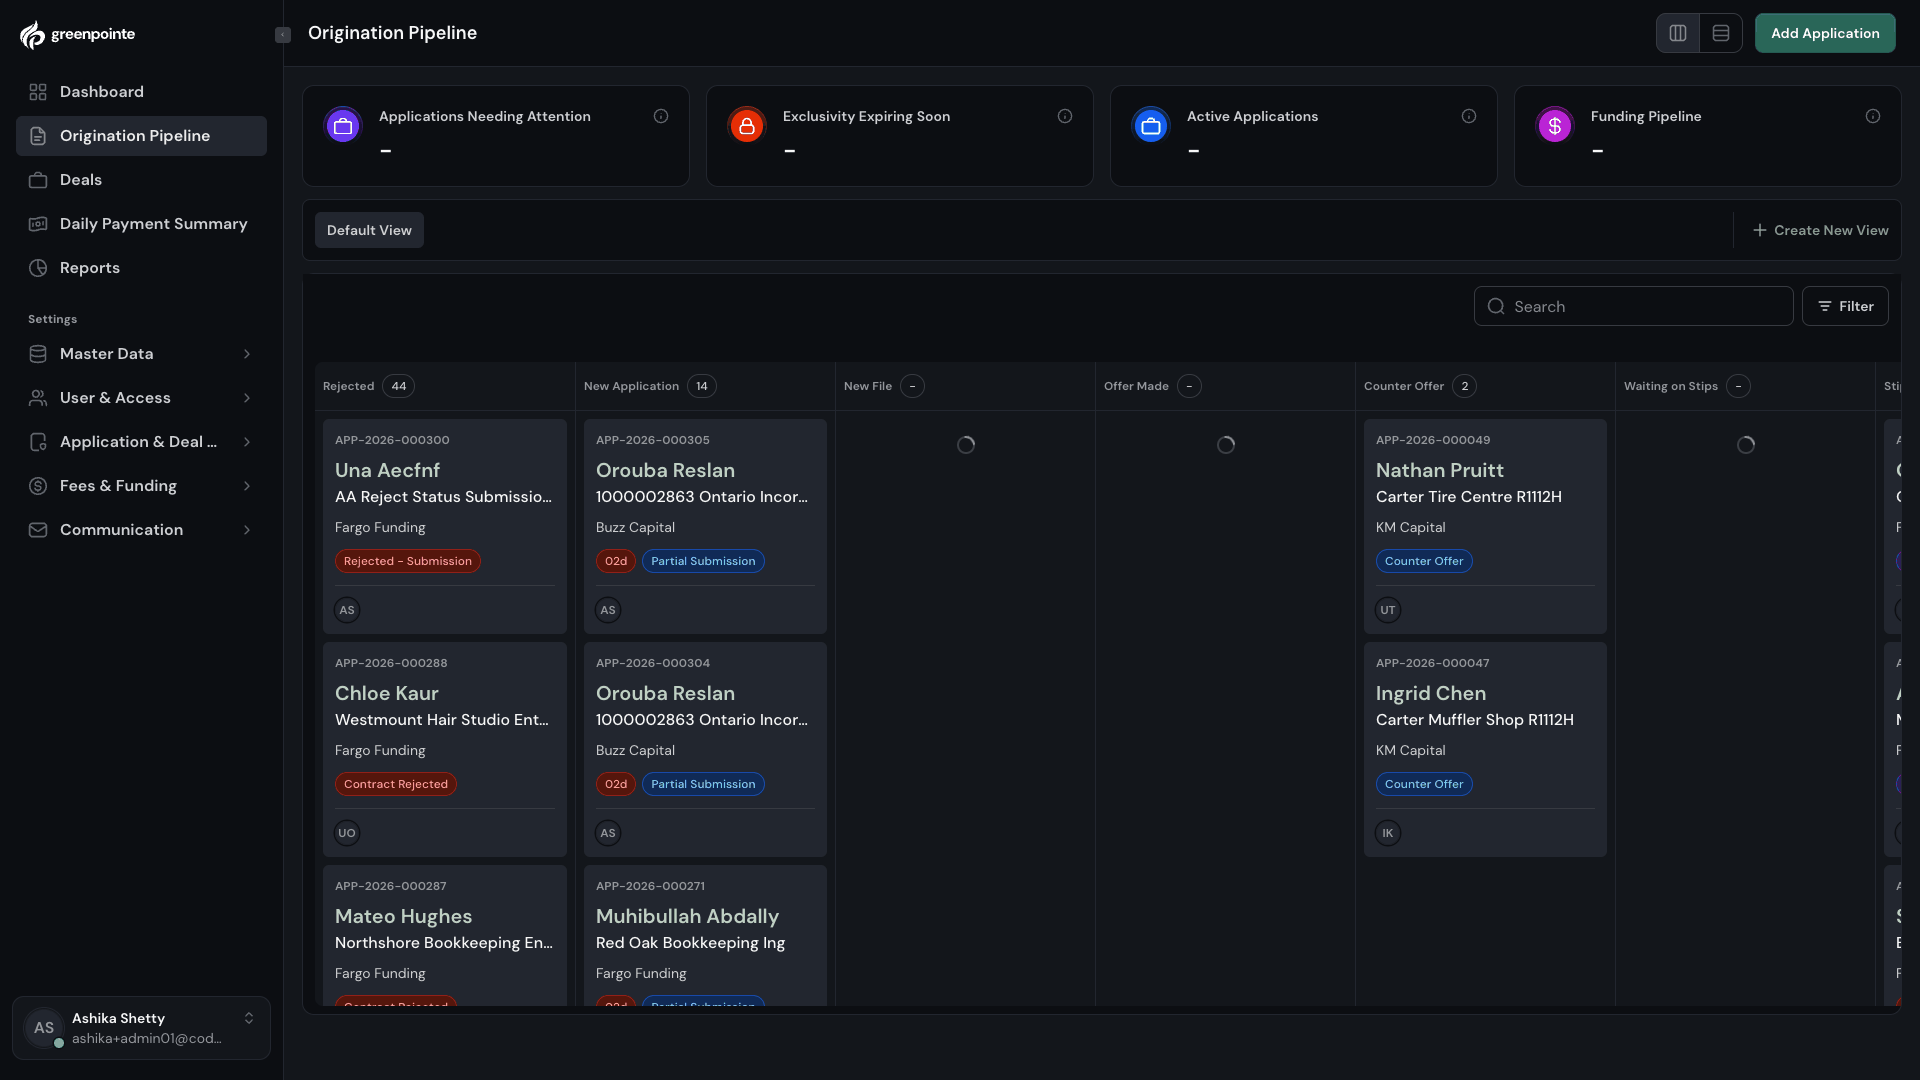 greenpointe
Dashboard
Origination Pipeline
Deals
Daily Payment Summary
Reports
Settings
Master Data
User & Access
Application & Deal ...
Fees & Funding
Communication
AS
Ashika Shetty
ashika+admin01@cod...
Origination Pipeline
Add Application
Applications Needing Attention
–
Exclusivity Expiring Soon
–
Active Applications
–
Funding Pipeline
–
Default View
Create New View
Search
Filter
Rejected 44
APP-2026-000300
Una Aecfnf
AA Reject Status Submissio...
Fargo Funding
Rejected - Submission
AS
APP-2026-000288
Chloe Kaur
Westmount Hair Studio Ent...
Fargo Funding
Contract Rejected
UO
APP-2026-000287
Mateo Hughes
Northshore Bookkeeping En...
Fargo Funding
Contract Rejected
New Application 14
APP-2026-000305
Orouba Reslan
1000002863 Ontario Incor...
Buzz Capital
02d Partial Submission
AS
APP-2026-000304
Orouba Reslan
1000002863 Ontario Incor...
Buzz Capital
02d Partial Submission
AS
APP-2026-000271
Muhibullah Abdally
Red Oak Bookkeeping Ing
Fargo Funding
02d Partial Submission
New File -
Offer Made -
Counter Offer 2
APP-2026-000049
Nathan Pruitt
Carter Tire Centre R1112H
KM Capital
Counter Offer
UT
APP-2026-000047
Ingrid Chen
Carter Muffler Shop R1112H
KM Capital
Counter Offer
IK
Waiting on Stips -